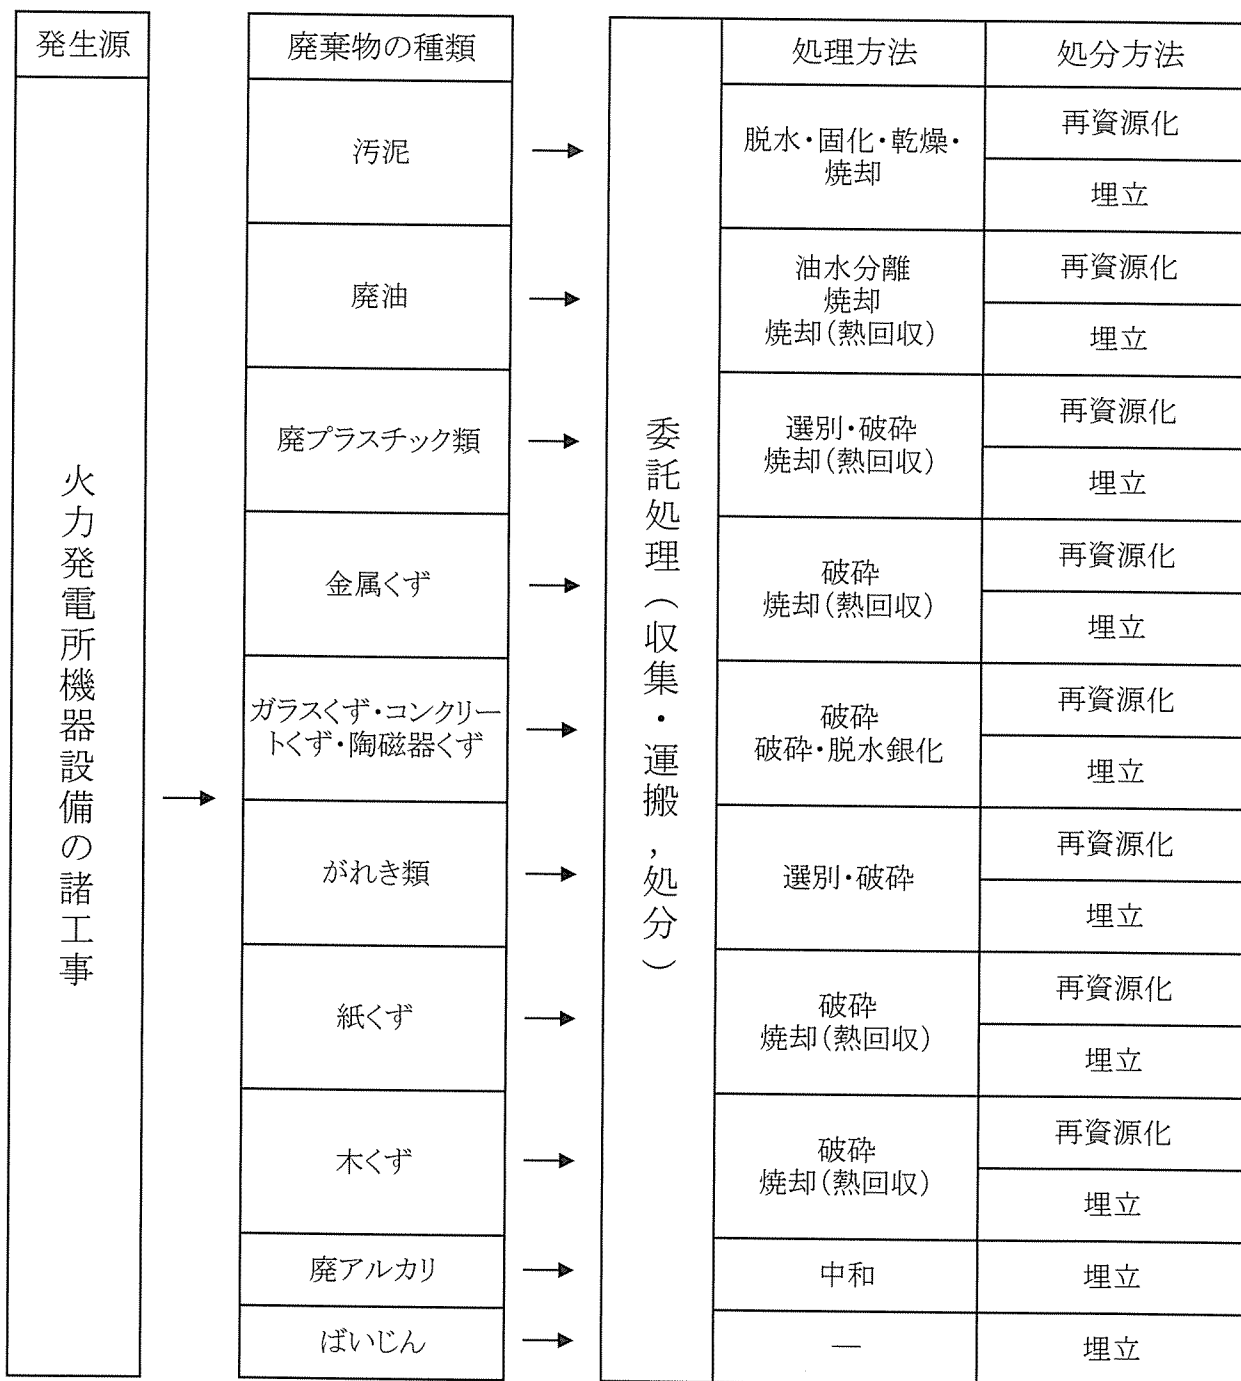 発生源
火力発電所機器設備の諸工事
廃棄物の種類
汚泥
廃油
廃プラスチック類
金属くず
ガラスくず・コンクリー
トくず・陶磁器くず
がれき類
紙くず
木くず
廃アルカリ
ばいじん
委託処理(収集・運搬,処分)
処理方法
処分方法
脱水・固化・乾燥・
焼却
再資源化
埋立
油水分離
焼却
焼却(熱回収)
再資源化
埋立
選別・破砕
焼却(熱回収)
再資源化
埋立
破砕
焼却(熱回収)
再資源化
埋立
破砕
破砕・脱水銀化
再資源化
埋立
選別・破砕
再資源化
埋立
破砕
焼却(熱回収)
再資源化
埋立
破砕
焼却(熱回収)
再資源化
埋立
中和
埋立
―
埋立